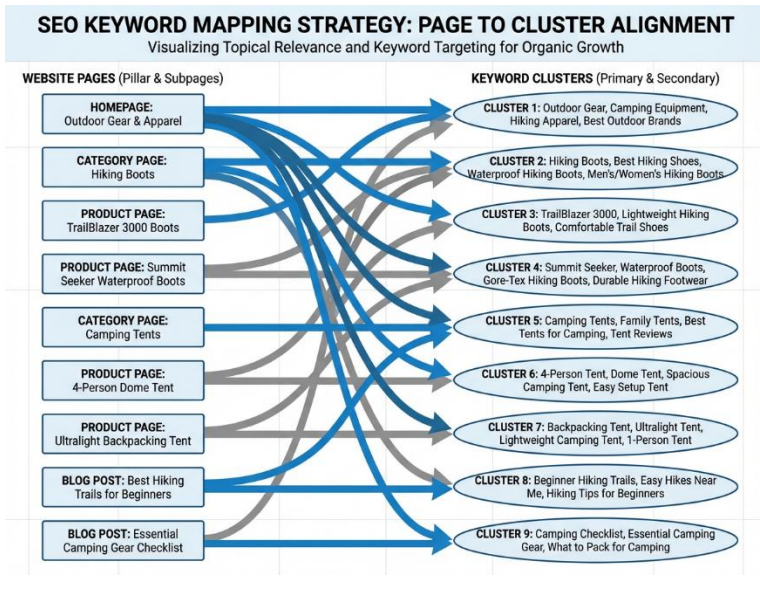 SEO KEYWORD MAPPING STRATEGY: PAGE TO CLUSTER ALIGNMENT
Visualizing Topical Relevance and Keyword Targeting for Organic Growth
WEBSITE PAGES (Pillar & Subpages)
HOMEPAGE:
Outdoor Gear & Apparel
CATEGORY PAGE:
Hiking Boots
PRODUCT PAGE:
TrailBlazer 3000 Boots
PRODUCT PAGE: Summit
Seeker Waterproof Boots
CATEGORY PAGE:
Camping Tents
PRODUCT PAGE:
4-Person Dome Tent
PRODUCT PAGE:
Ultralight Backpacking Tent
BLOG POST: Best Hiking
Trails for Beginners
BLOG POST: Essential
Camping Gear Checklist
KEYWORD CLUSTERS (Primary & Secondary)
CLUSTER 1: Outdoor Gear, Camping Equipment,
Hiking Apparel, Best Outdoor Brands
CLUSTER 2: Hiking Boots, Best Hiking Shoes,
Waterproof Hiking Boots, Men's/Women's Hiking Boots
CLUSTER 3: TrailBlazer 3000, Lightweight Hiking
Boots, Comfortable Trail Shoes
CLUSTER 4: Summit Seeker, Waterproof Boots,
Gore-Tex Hiking Boots, Durable Hiking Footwear
CLUSTER 5: Camping Tents, Family Tents, Best
Tents for Camping, Tent Reviews
CLUSTER 6: 4-Person Tent, Dome Tent, Spacious
Camping Tent, Easy Setup Tent
CLUSTER 7: Backpacking Tent, Ultralight Tent,
Lightweight Camping Tent, 1-Person Tent
CLUSTER 8: Beginner Hiking Trails, Easy Hikes Near
Me, Hiking Tips for Beginners
CLUSTER 9: Camping Checklist, Essential Camping
Gear, What to Pack for Camping